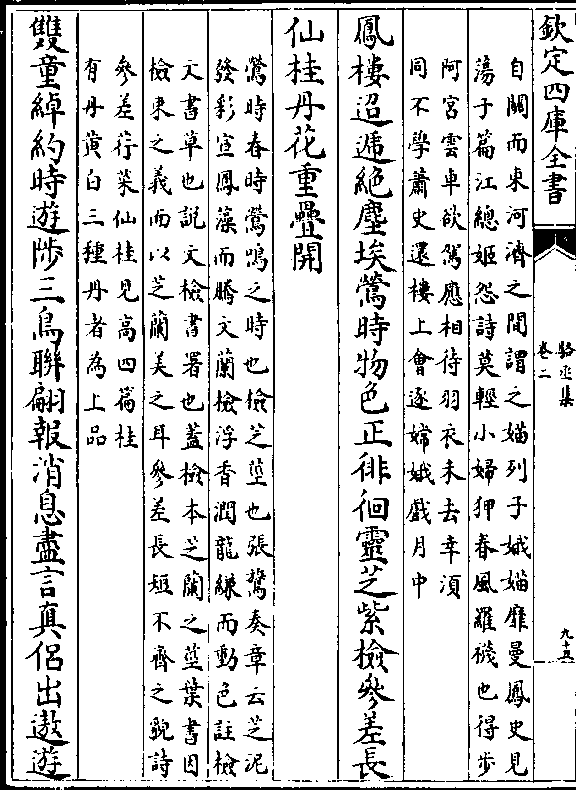 欽定四庫全書
駱丞集
卷二
九十五
自關而東河濟之間謂之媌列子娥媌靡曼鳳史見
蕩子篇江總姬怨詩莫輕小婦狎春風羅襪也得步
阿宮雲車欲駕應相待羽衣未去幸須
同不學蕭史還樓上會逐姮娥戲月中
鳳樓迢遞絶塵埃鶯時物色正徘徊靈芝紫檢參差長
仙桂丹花重疊開
鶯時春時鶯鳴之時也檢芝莖也張鷟奏章云芝泥
發彩宣鳳藻而騰文蘭檢浮香潤龍縑而動色註檢
文書草也說文檢書署也葢檢本芝蘭之莖葉書因
檢束之義而以芝蘭美之耳參差長短不齊之貌詩
參差荇菜仙桂見高四篇桂
有丹黄白三種丹者為上品
雙童綽約時遊陟三鳥聯翩報消息盡言真侣出遨遊